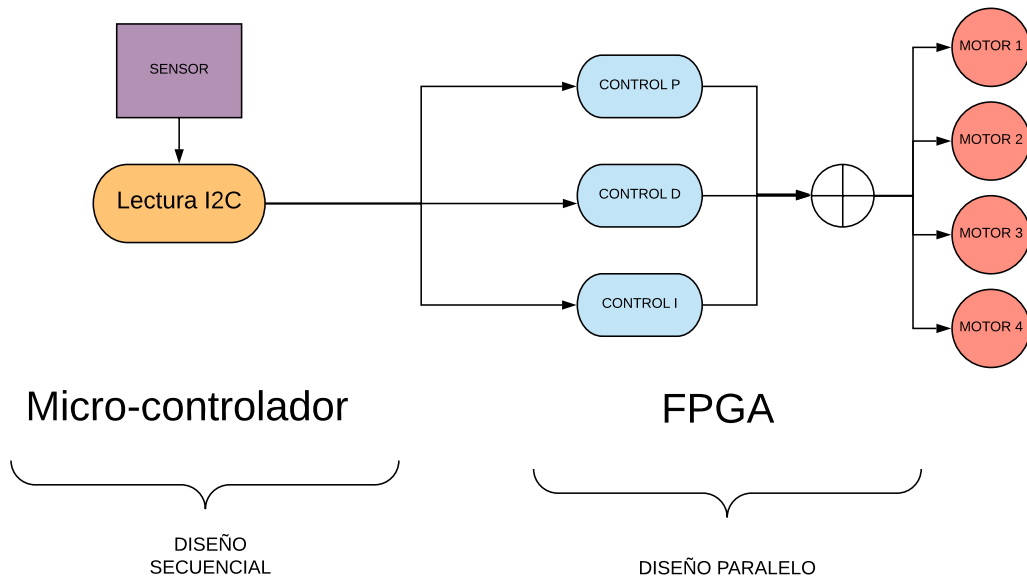 SENSOR
Lectura I2C
CONTROL P
CONTROL D
CONTROL I
MOTOR 1
MOTOR 2
MOTOR 3
MOTOR 4
Micro-controlador
FPGA
DISEÑO
SECUENCIAL
DISEÑO PARALELO